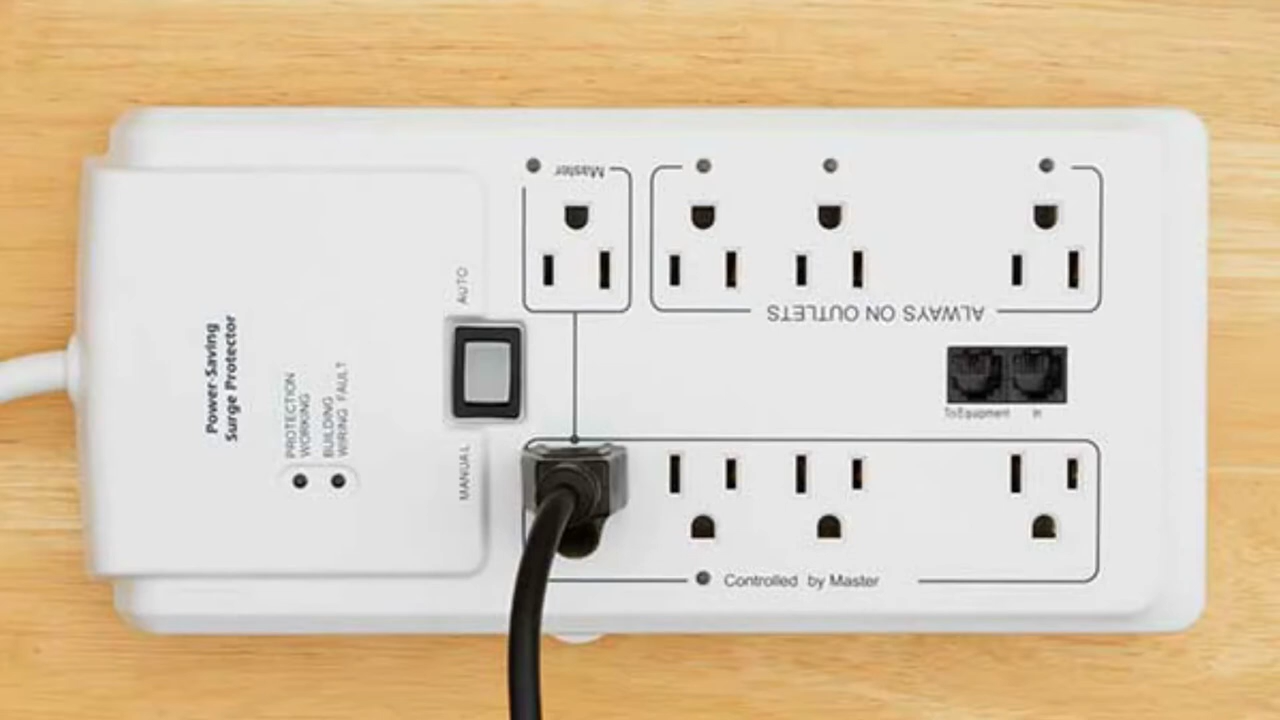 Master
AUTO
ALWAYS ON OUTLETS
Power-Saving
Surge Protector
PROTECTION
WORKING
BUILDING
WIRING FAULT
To Equipment In
MANUAL
Controlled by Master